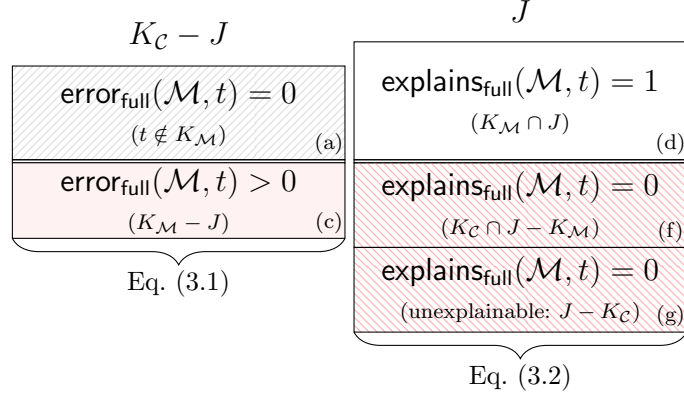 K_C − J
error_full(M, t) = 0
(t ∉ K_M)
(a)
error_full(M, t) > 0
(K_M − J)
(c)
Eq. (3.1)
J
explains_full(M, t) = 1
(K_M ∩ J)
(d)
explains_full(M, t) = 0
(K_C ∩ J − K_M)
(f)
explains_full(M, t) = 0
(unexplainable: J − K_C)
(g)
Eq. (3.2)